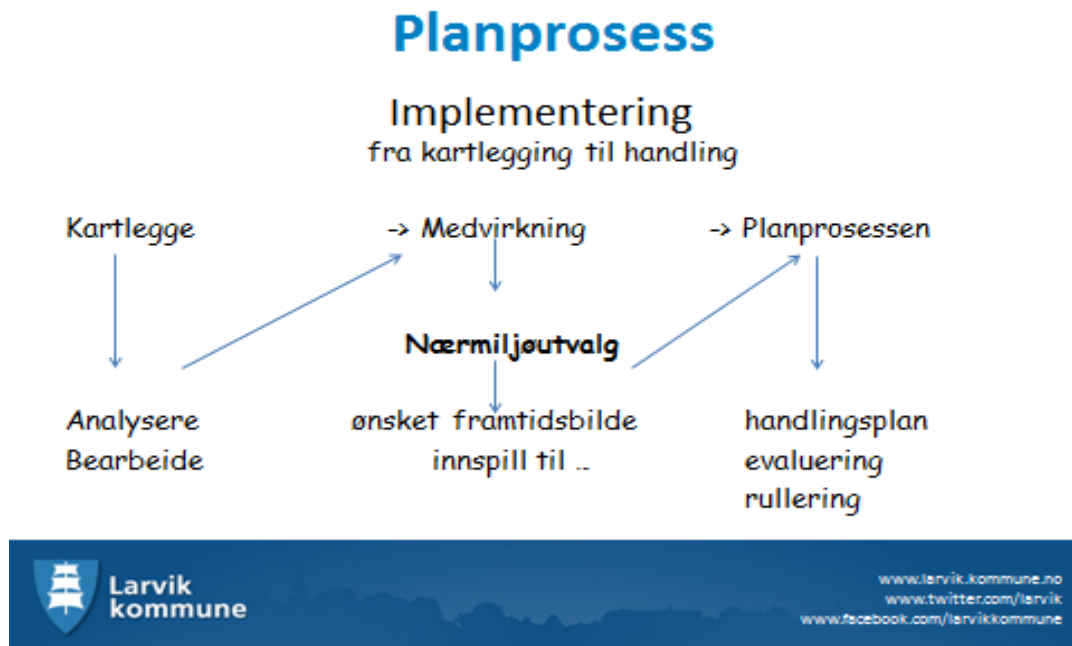 Planprosess
Implementering
fra kartlegging til handling
Kartlegge -> Medvirkning -> Planprosessen
Nærmiljøutvalg
Analysere ønsket framtidsbilde handlingsplan
Bearbeide innspill til … evaluering
rullering
Larvik
kommune
www.larvik.kommune.no
www.twitter.com/larvik
www.facebook.com/larvikkommune